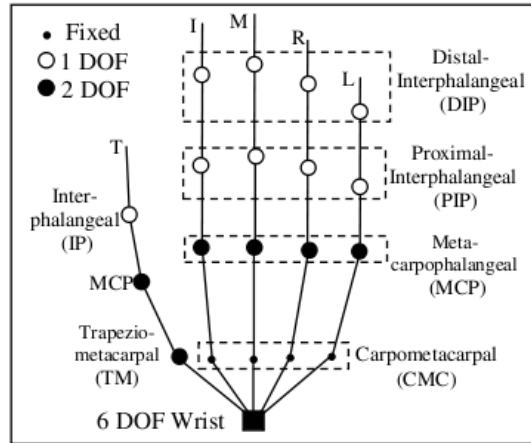 Fixed
1 DOF
2 DOF
I
M
R
L
T
Distal-
Interphalangeal
(DIP)
Proximal-
Interphalangeal
(PIP)
Inter-
phalangeal
(IP)
Meta-
carpophalangeal
(MCP)
MCP
Trapezio-
metacarpal
(TM)
Carpometacarpal
(CMC)
6 DOF Wrist